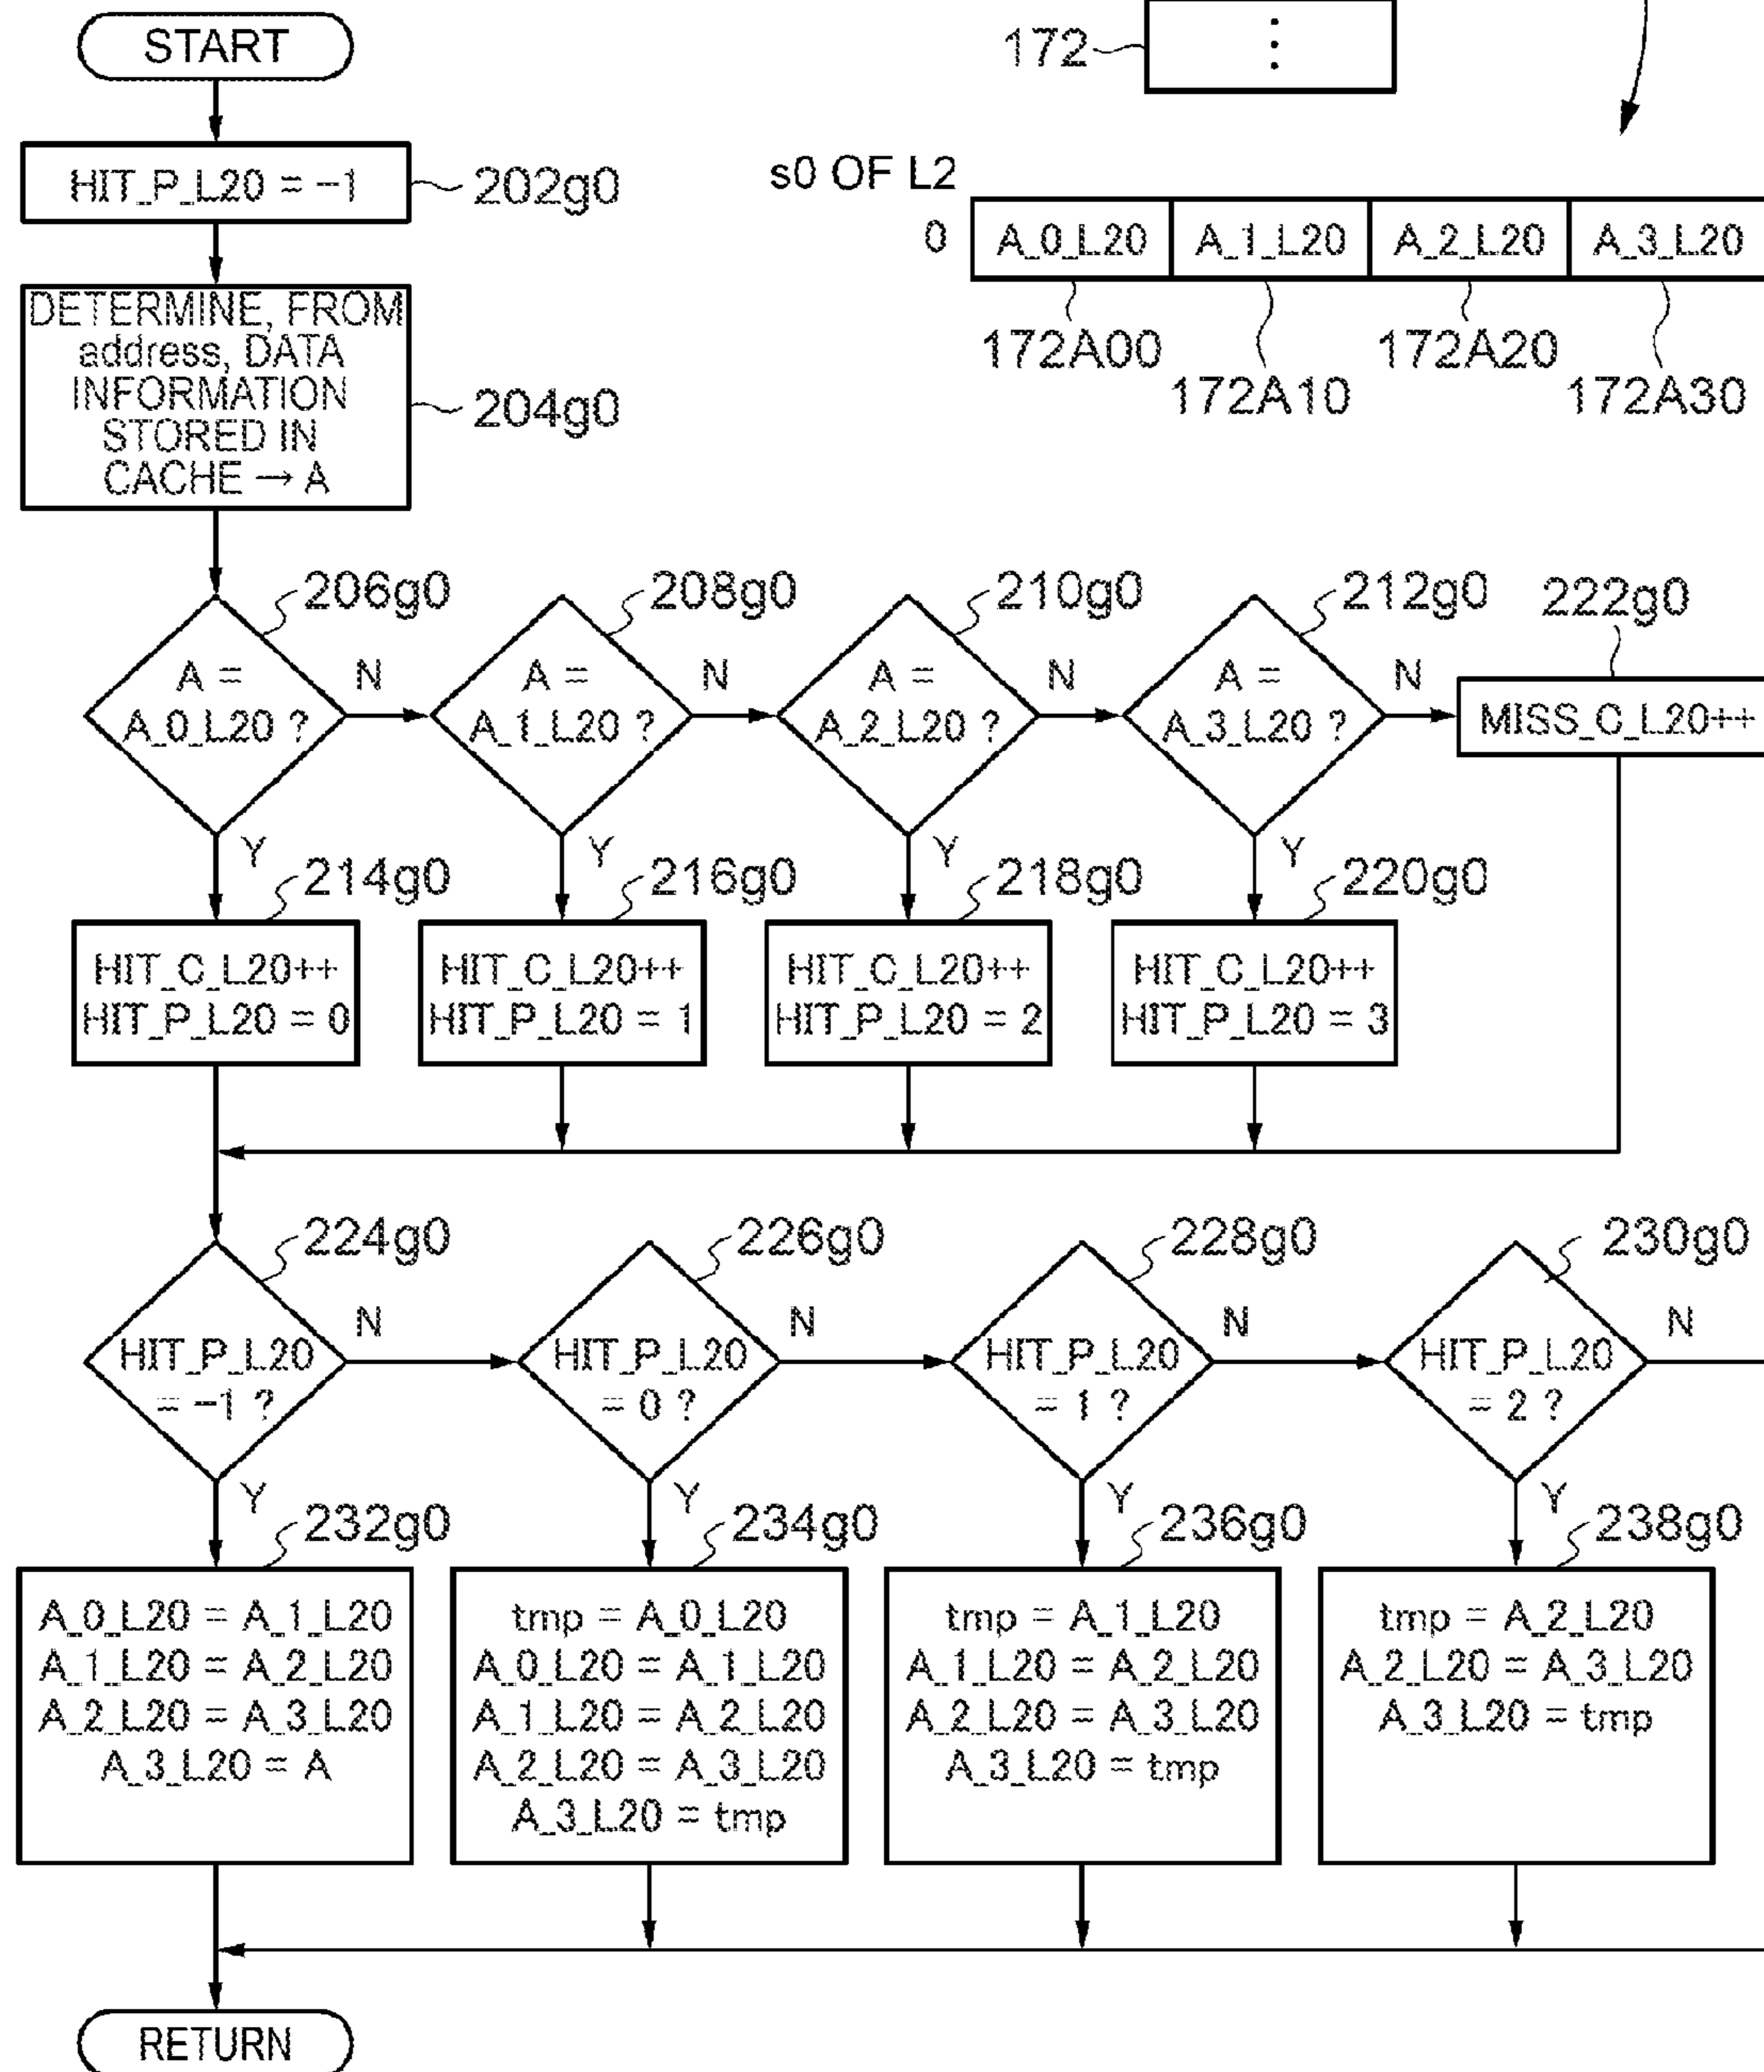 START
172
⋮
HIT_P_L20 = −1
202g0
s0 OF L2
0
A_0_L20
A_1_L20
A_2_L20
A_3_L20
172A00
172A10
172A20
172A30
DETERMINE, FROM
address, DATA
INFORMATION
STORED IN
CACHE → A
204g0
206g0
208g0
210g0
212g0
222g0
A =
A_0_L20 ?
N
A =
A_1_L20 ?
N
A =
A_2_L20 ?
N
A =
A_3_L20 ?
N
MISS_C_L20++
Y
Y
Y
Y
214g0
216g0
218g0
220g0
HIT_C_L20++
HIT_P_L20 = 0
HIT_C_L20++
HIT_P_L20 = 1
HIT_C_L20++
HIT_P_L20 = 2
HIT_C_L20++
HIT_P_L20 = 3
224g0
226g0
228g0
230g0
HIT_P_L20
= −1 ?
N
HIT_P_L20
= 0 ?
N
HIT_P_L20
= 1 ?
N
HIT_P_L20
= 2 ?
N
Y
Y
Y
Y
232g0
234g0
236g0
238g0
A_0_L20 = A_1_L20
A_1_L20 = A_2_L20
A_2_L20 = A_3_L20
A_3_L20 = A
tmp = A_0_L20
A_0_L20 = A_1_L20
A_1_L20 = A_2_L20
A_2_L20 = A_3_L20
A_3_L20 = tmp
tmp = A_1_L20
A_1_L20 = A_2_L20
A_2_L20 = A_3_L20
A_3_L20 = tmp
tmp = A_2_L20
A_2_L20 = A_3_L20
A_3_L20 = tmp
RETURN